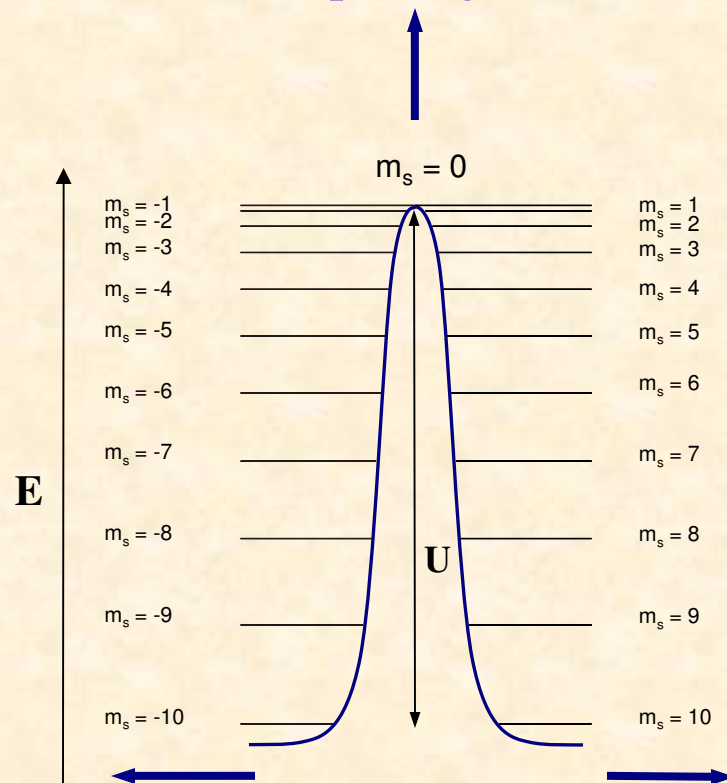 m_s = 0
m_s = -1 m_s = 1
m_s = -2 m_s = 2
m_s = -3 m_s = 3
m_s = -4 m_s = 4
m_s = -5 m_s = 5
m_s = -6 m_s = 6
m_s = -7 m_s = 7
E
m_s = -8 m_s = 8
U
m_s = -9 m_s = 9
m_s = -10 m_s = 10